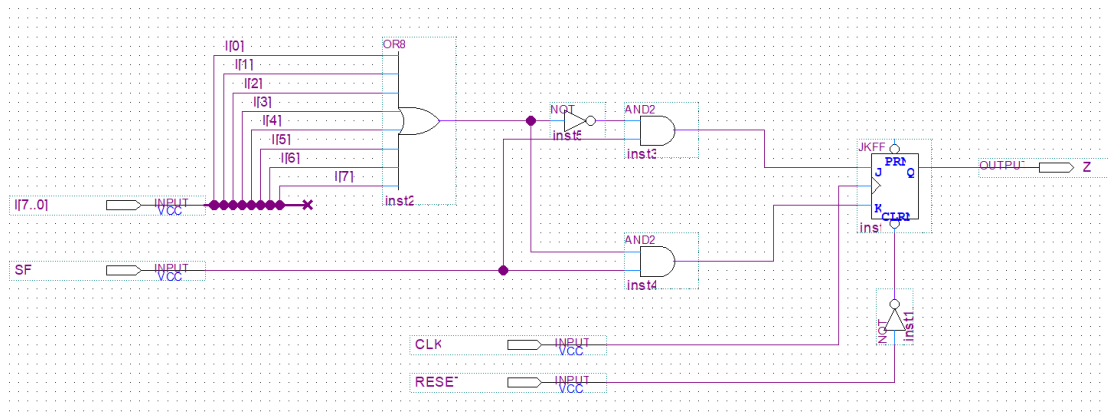 OR8
I[0]
I[1]
I[2]
I[3]
I[4]
I[5]
I[6]
I[7]
inst2
NOT
inst5
AND2
inst3
JKFF
PRN
J
Q
K
CLRN
inst
OUTPUT
Z
I[7..0]
INPUT
VCC
SF
INPUT
VCC
AND2
inst4
NOT
inst1
CLK
INPUT
VCC
RESET
INPUT
VCC